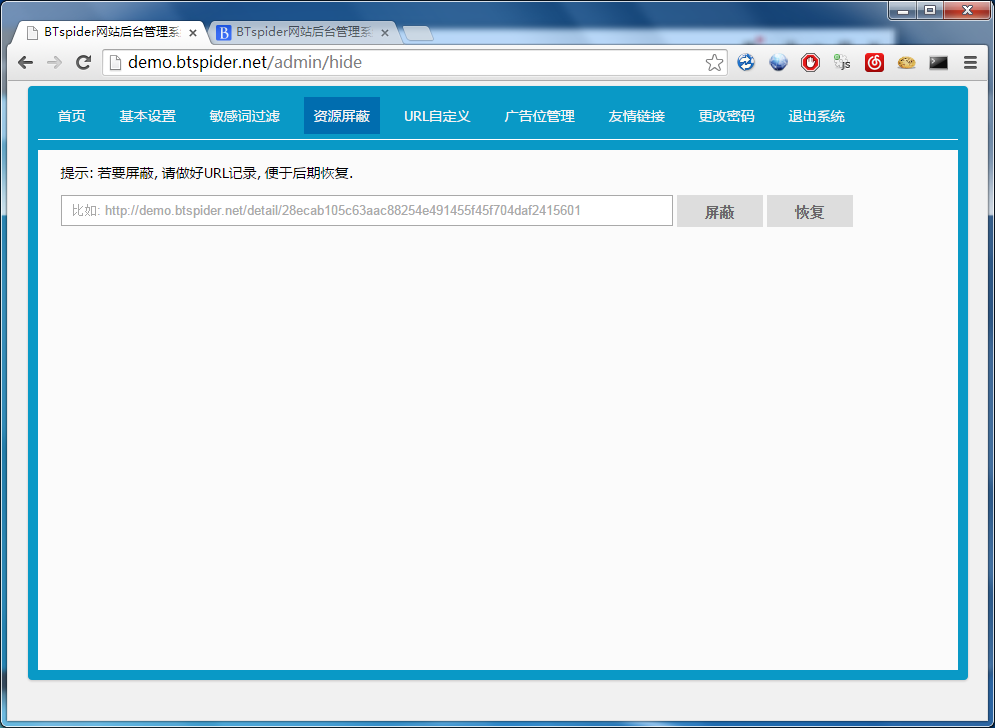 BTspider网站后台管理系
BTspider网站后台管理系
demo.btspider.net/admin/hide
js
首页 基本设置 敏感词过滤 资源屏蔽 URL自定义 广告位管理 友情链接 更改密码 退出系统
提示: 若要屏蔽, 请做好URL记录, 便于后期恢复.
比如: http://demo.btspider.net/detail/28ecab105c63aac88254e491455f45f704daf2415601 屏蔽 恢复